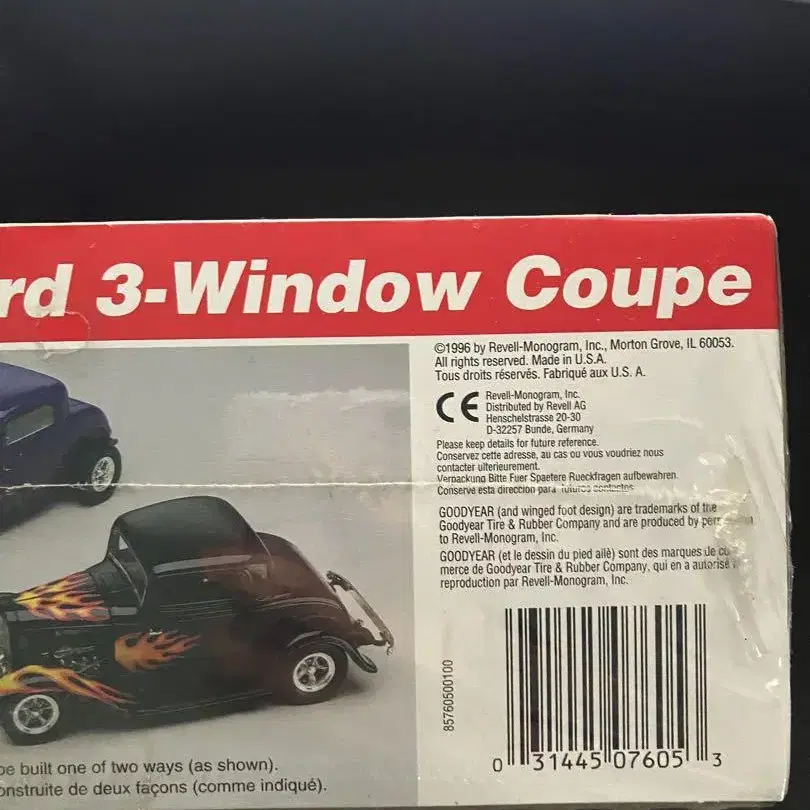 rd 3-Window Coupe
©1996 by Revell-Monogram, Inc., Morton Grove, IL 60053.
All rights reserved. Made in U.S.A.
Tous droits réservés. Fabriqué aux U.S. A.
CE
Revell-Monogram, Inc.
Distributed by Revell AG
Henschelstrasse 20-30
D-32257 Bunde, Germany
Please keep details for future reference.
Conservez cette adresse, au cas ou vous voudriez nous
contacter ulterieurement.
Verpackung Bitte Fuer Spaetere Rueckfragen aufbewahren.
Conserve esta direccion para futuros contactos.
GOODYEAR (and winged foot design) are trademarks of the
Goodyear Tire & Rubber Company and are produced by
to Revell-Monogram, Inc.
GOODYEAR (et le dessin du pied ailè) sont des marques de co
merce de Goodyear Tire & Rubber Company, qui en a autorisé
reproduction par Revell-Monogram, Inc.
85760500100
0 31445 07605 3
be built one of two ways (as shown).
onstruite de deux façons (comme indiqué).